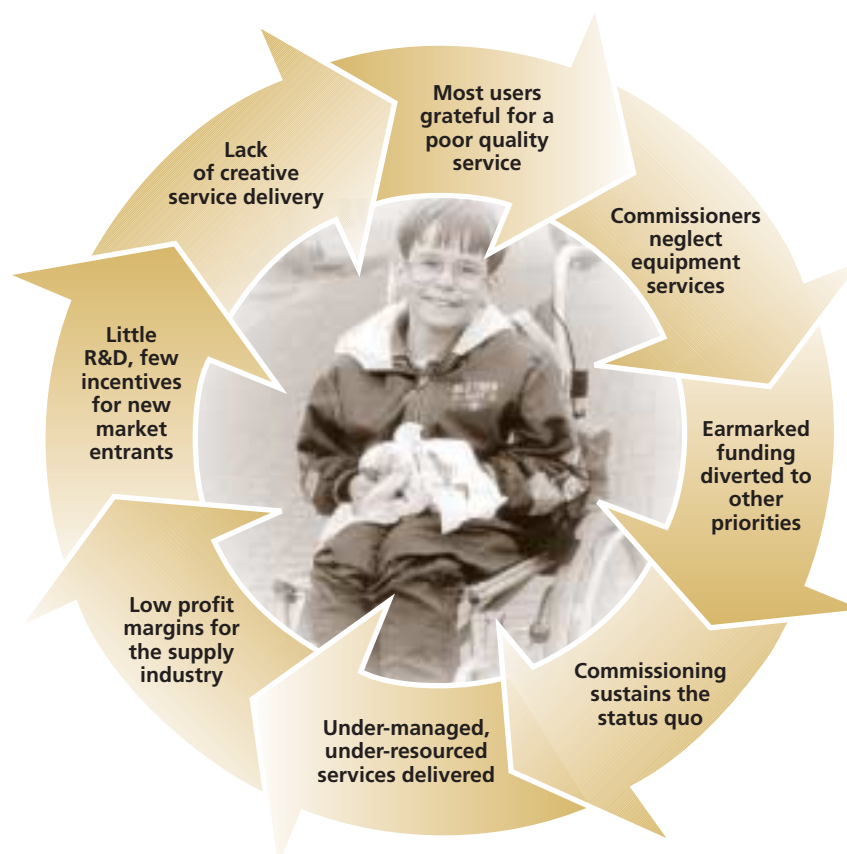 Most users
grateful for a
poor quality
service
Commissioners
neglect
equipment
services
Earmarked
funding
diverted to
other
priorities
Commissioning
sustains the
status quo
Under-managed,
under-resourced
services delivered
Low profit
margins for
the supply
industry
Little
R&D, few
incentives
for new
market
entrants
Lack
of creative
service delivery